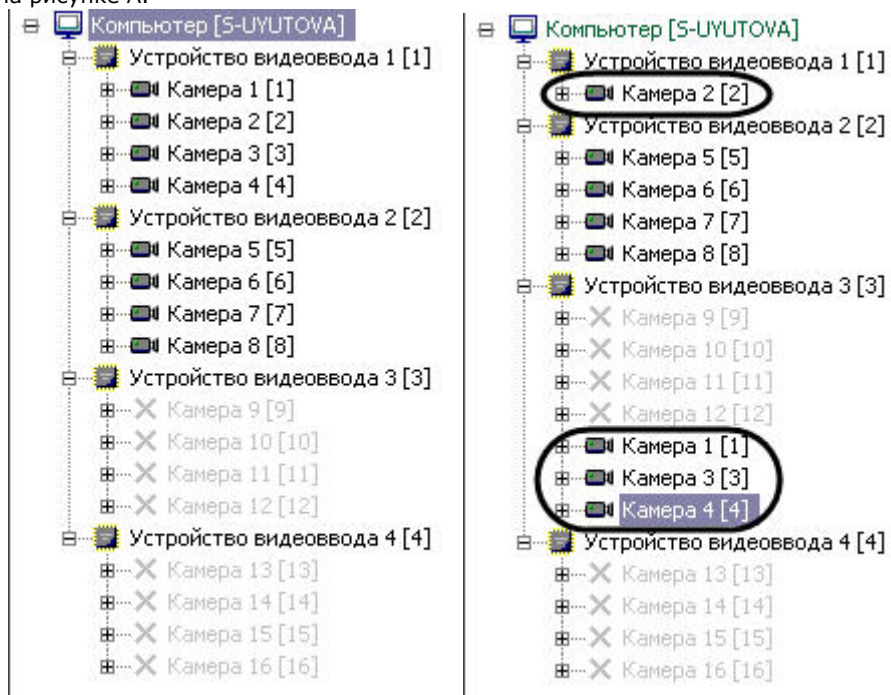 на рисунке А.
Компьютер [S-UYUTOVA]
Устройство видеоввода 1 [1]
Камера 1 [1]
Камера 2 [2]
Камера 3 [3]
Камера 4 [4]
Устройство видеоввода 2 [2]
Камера 5 [5]
Камера 6 [6]
Камера 7 [7]
Камера 8 [8]
Устройство видеоввода 3 [3]
Камера 9 [9]
Камера 10 [10]
Камера 11 [11]
Камера 12 [12]
Устройство видеоввода 4 [4]
Камера 13 [13]
Камера 14 [14]
Камера 15 [15]
Камера 16 [16]
Компьютер [S-UYUTOVA]
Устройство видеоввода 1 [1]
Камера 2 [2]
Устройство видеоввода 2 [2]
Камера 5 [5]
Камера 6 [6]
Камера 7 [7]
Камера 8 [8]
Устройство видеоввода 3 [3]
Камера 9 [9]
Камера 10 [10]
Камера 11 [11]
Камера 12 [12]
Камера 1 [1]
Камера 3 [3]
Камера 4 [4]
Устройство видеоввода 4 [4]
Камера 13 [13]
Камера 14 [14]
Камера 15 [15]
Камера 16 [16]